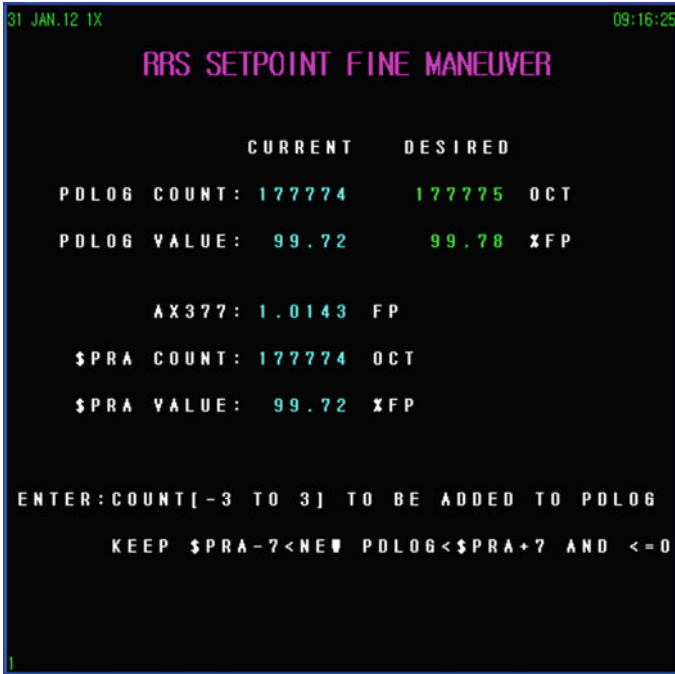 31 JAN.12 1X 09:16:25
RRS SETPOINT FINE MANEUVER
CURRENT DESIRED
PDLOG COUNT: 177774 177775 OCT
PDLOG VALUE: 99.72 99.78 %FP
AX377: 1.0143 FP
$PRA COUNT: 177774 OCT
$PRA VALUE: 99.72 %FP
ENTER:COUNT[-3 TO 3] TO BE ADDED TO PDLOG
KEEP $PRA-7<NEW PDLOG<$PRA+7 AND <=0
1